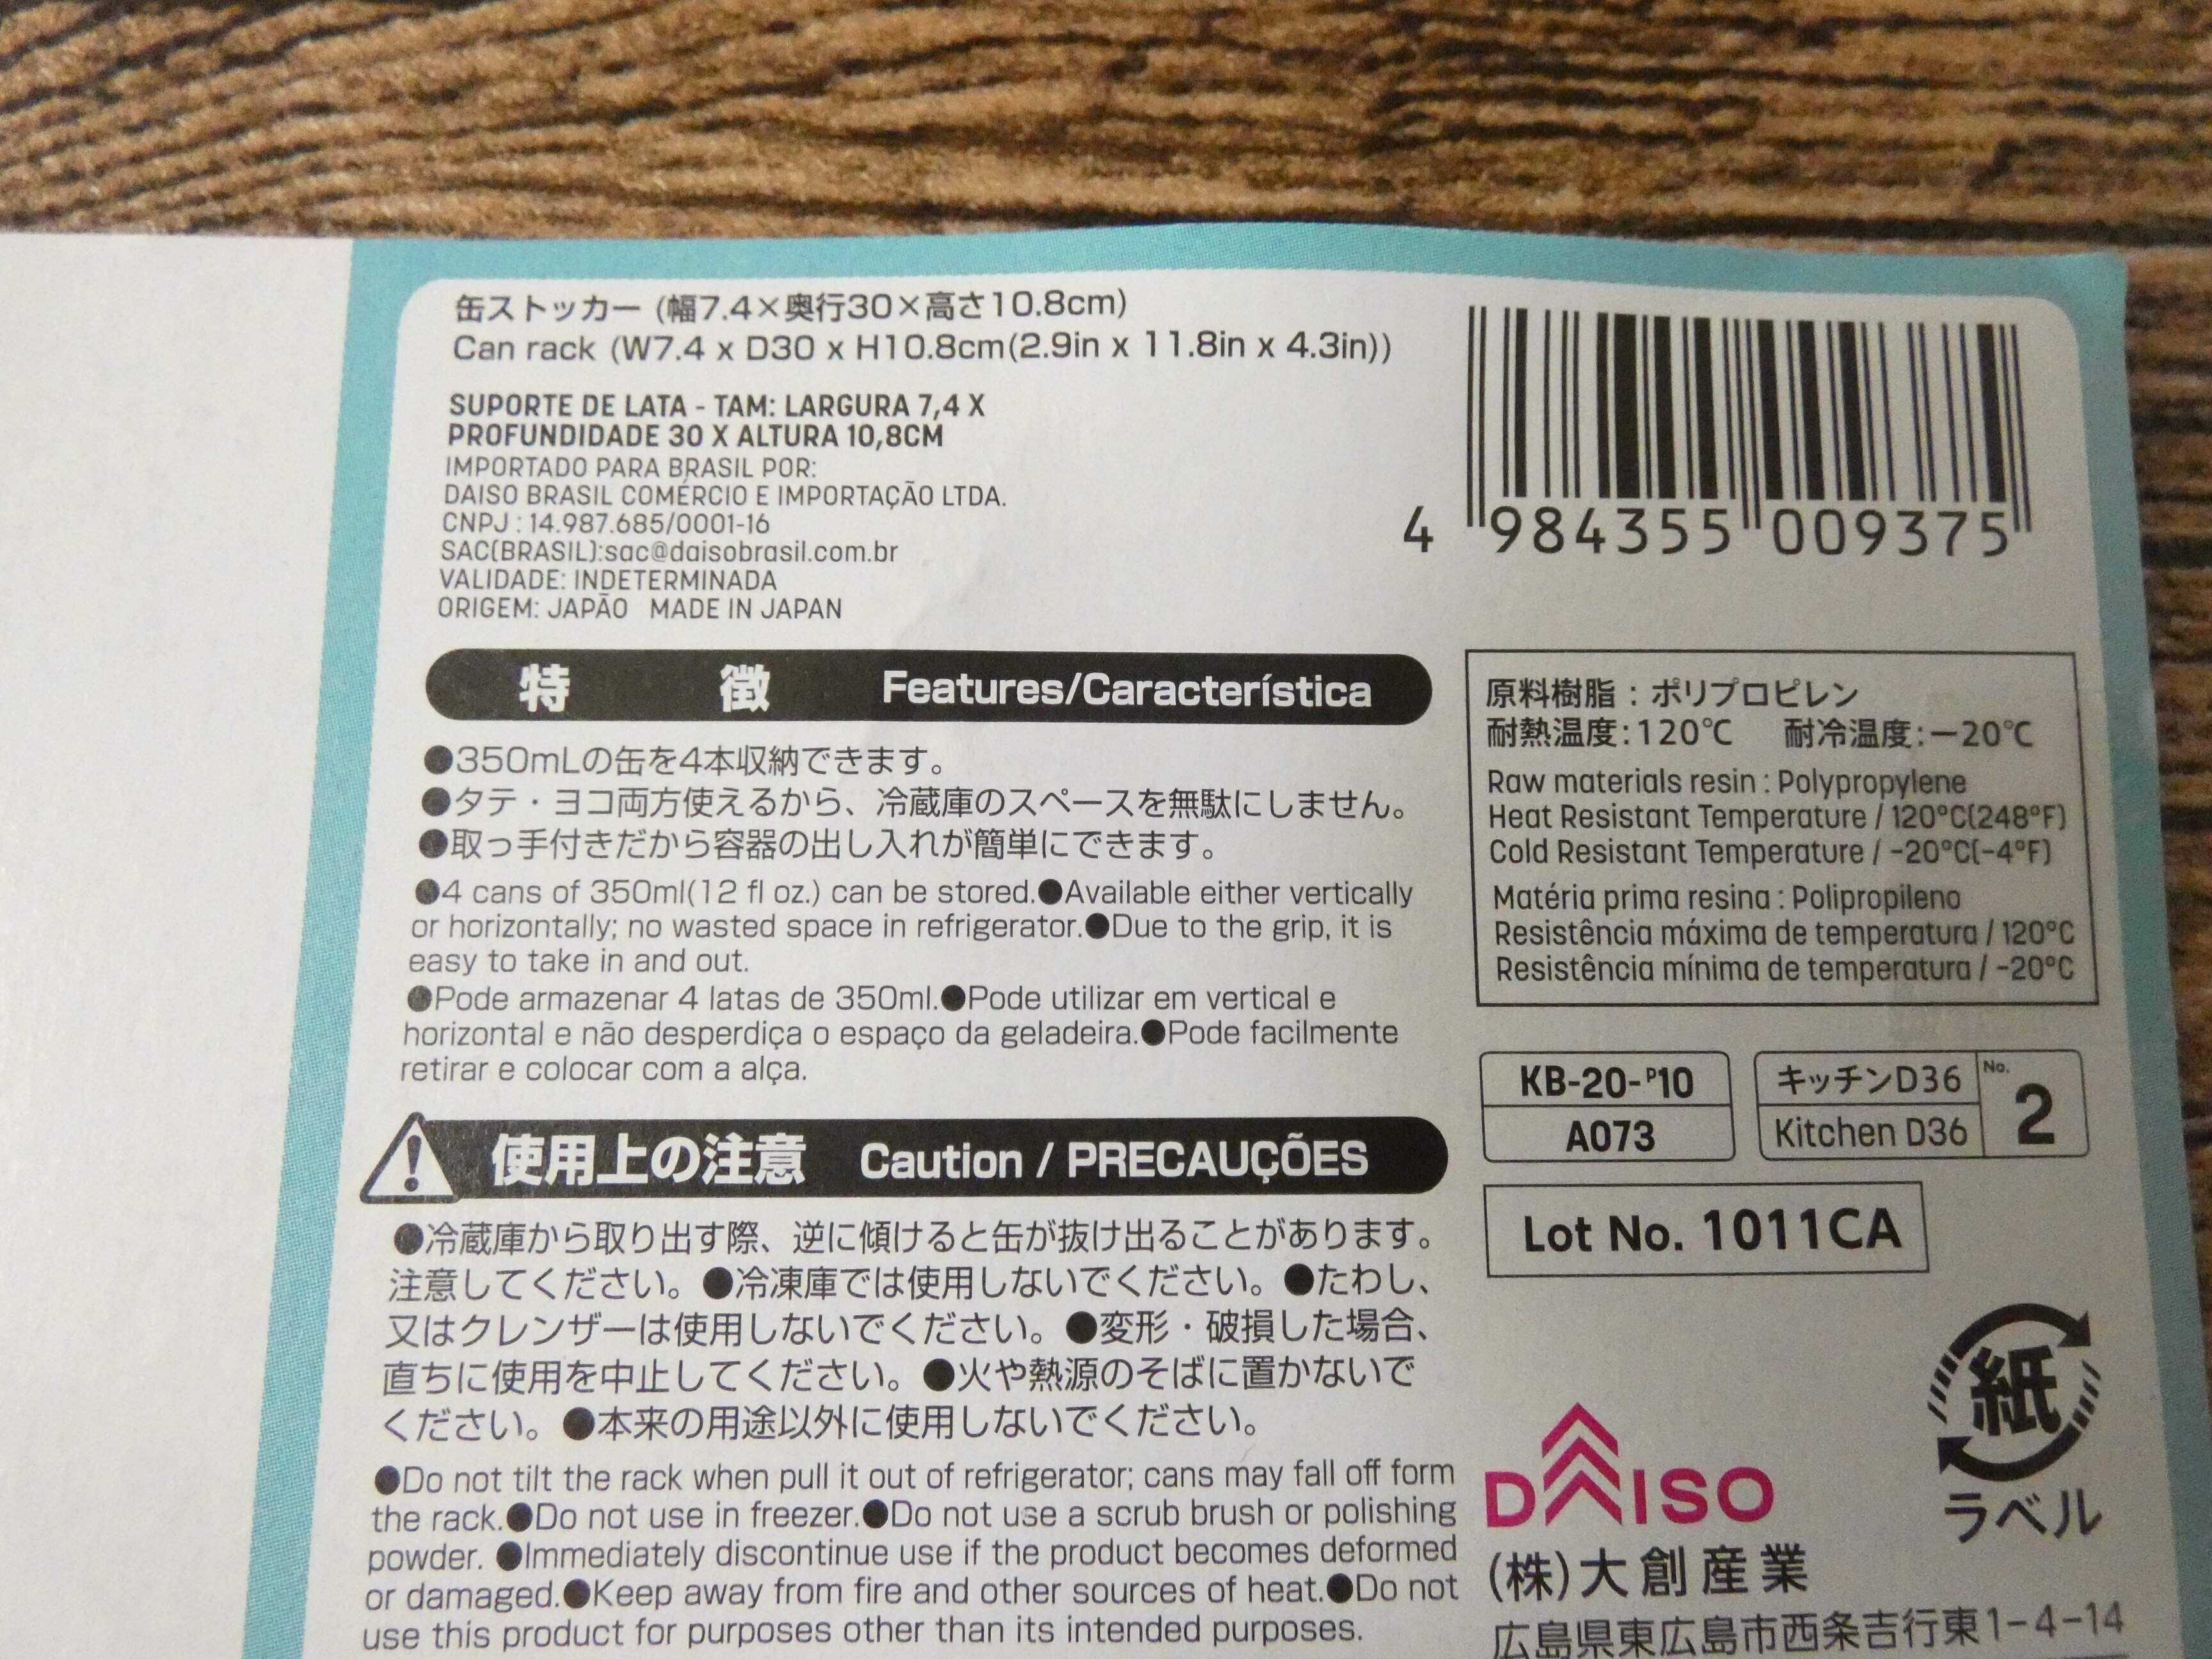 缶ストッカー (幅7.4×奥行30×高さ10.8cm)
Can rack (W7.4 x D30 x H10.8cm(2.9in x 11.8in x 4.3in))
SUPORTE DE LATA - TAM: LARGURA 7,4 X
PROFUNDIDADE 30 X ALTURA 10,8CM
IMPORTADO PARA BRASIL POR:
DAISO BRASIL COMÉRCIO E IMPORTAÇÃO LTDA.
CNPJ : 14.987.685/0001-16
SAC(BRASIL):sac@daisobrasil.com.br
VALIDADE: INDETERMINADA
ORIGEM: JAPÃO MADE IN JAPAN
4 984355 009375
特 徴 Features/Característica
●350mLの缶を4本収納できます。
●タテ・ヨコ両方使えるから、冷蔵庫のスペースを無駄にしません。
●取っ手付きだから容器の出し入れが簡単にできます。
●4 cans of 350ml(12 fl oz.) can be stored.●Available either vertically
or horizontally; no wasted space in refrigerator.●Due to the grip, it is
easy to take in and out.
●Pode armazenar 4 latas de 350ml.●Pode utilizar em vertical e
horizontal e não desperdiça o espaço da geladeira.●Pode facilmente
retirar e colocar com a alça.
原料樹脂：ポリプロピレン
耐熱温度：120℃ 耐冷温度：−20℃
Raw materials resin : Polypropylene
Heat Resistant Temperature / 120°C(248°F)
Cold Resistant Temperature / -20°C(-4°F)
Matéria prima resina : Polipropileno
Resistência máxima de temperatura / 120°C
Resistência mínima de temperatura / -20°C
KB-20-P10
A073
キッチンD36
Kitchen D36
No. 2
Lot No. 1011CA
使用上の注意 Caution / PRECAUÇÕES
●冷蔵庫から取り出す際、逆に傾けると缶が抜け出ることがあります。
注意してください。●冷凍庫では使用しないでください。●たわし、
又はクレンザーは使用しないでください。●変形・破損した場合、
直ちに使用を中止してください。●火や熱源のそばに置かないで
ください。●本来の用途以外に使用しないでください。
●Do not tilt the rack when pull it out of refrigerator; cans may fall off form
the rack.●Do not use in freezer.●Do not use a scrub brush or polishing
powder. ●Immediately discontinue use if the product becomes deformed
or damaged.●Keep away from fire and other sources of heat.●Do not
use this product for purposes other than its intended purposes.
紙
ラベル
DAISO
(株)大創産業
広島県東広島市西条吉行東1-4-14